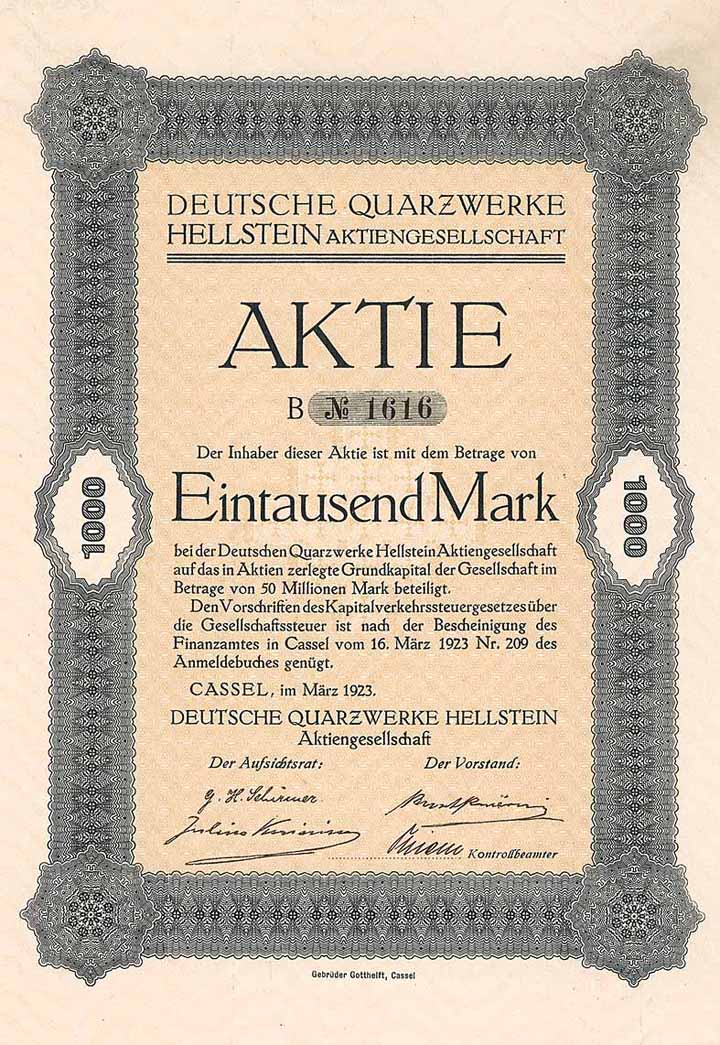 DEUTSCHE QUARZWERKE
HELLSTEIN AKTIENGESELLSCHAFT
AKTIE
B № 1616
Der Inhaber dieser Aktie ist mit dem Betrage von
Eintausend Mark
bei der Deutschen Quarzwerke Hellstein Aktiengesellschaft
auf das in Aktien zerlegte Grundkapital der Gesellschaft im
Betrage von 50 Millionen Mark beteiligt.
Den Vorschriften des Kapitalverkehrssteuergesetzes über
die Gesellschaftssteuer ist nach der Bescheinigung des
Finanzamtes in Cassel vom 16. März 1923 Nr. 209 des
Anmeldebuches genügt.
CASSEL, im März 1923.
DEUTSCHE QUARZWERKE HELLSTEIN
Aktiengesellschaft
Der Aufsichtsrat: Der Vorstand:
G. H. Schirmer
Julius
Kontrollbeamter
1000
1000
Gebrüder Gotthelft, Cassel